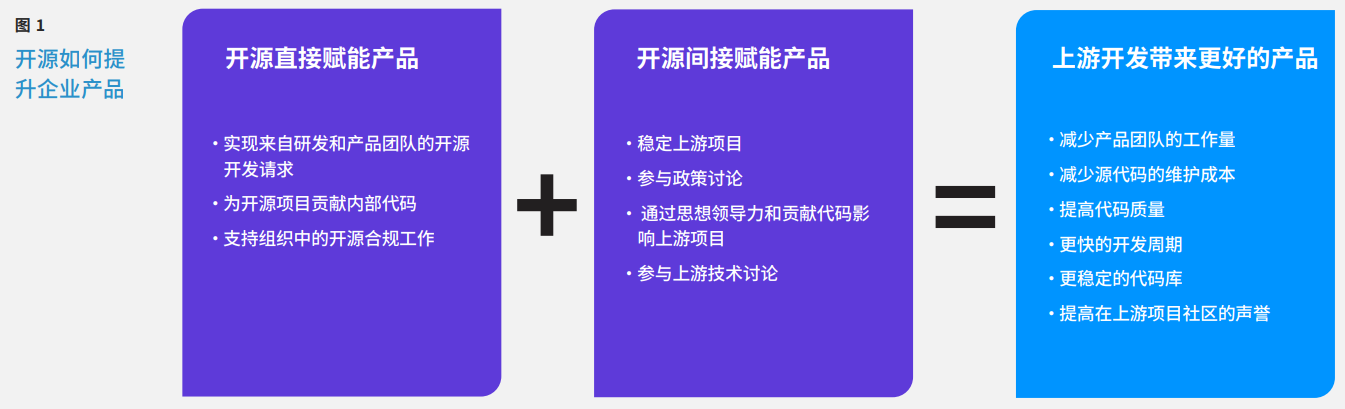 图 1
开源如何提
升企业产品
开源直接赋能产品
• 实现来自研发和产品团队的开源
开发请求
• 为开源项目贡献内部代码
• 支持组织中的开源合规工作
+
开源间接赋能产品
• 稳定上游项目
• 参与政策讨论
• 通过思想领导力和贡献代码影
响上游项目
• 参与上游技术讨论
=
上游开发带来更好的产品
• 减少产品团队的工作量
• 减少源代码的维护成本
• 提高代码质量
• 更快的开发周期
• 更稳定的代码库
• 提高在上游项目社区的声誉